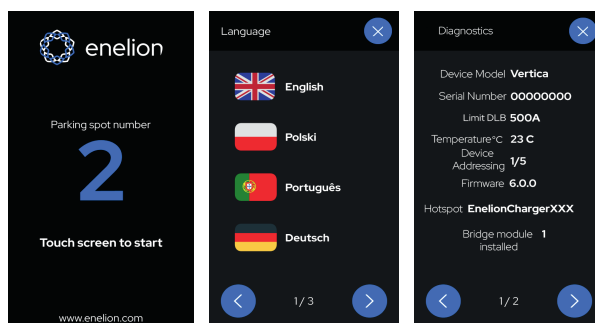 enelion
Parking spot number
2
Touch screen to start
www.enelion.com
Language
English
Polski
Português
Deutsch
1/3
Diagnostics
Device Model Vertica
Serial Number 00000000
Limit DLB 500A
Temperature°C 23 C
Device
Addressing 1/5
Firmware 6.0.0
Hotspot EnelionChargerXXX
Bridge module 1
installed
1/2